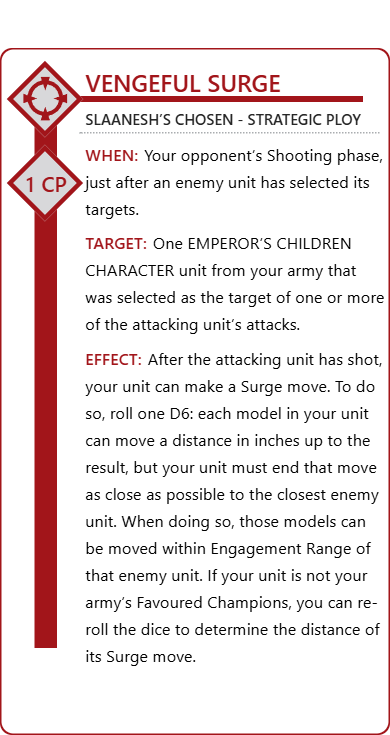 VENGEFUL SURGE
SLAANESH’S CHOSEN - STRATEGIC PLOY
1 CP
WHEN: Your opponent’s Shooting phase,
just after an enemy unit has selected its
targets.
TARGET: One EMPEROR’S CHILDREN
CHARACTER unit from your army that
was selected as the target of one or more
of the attacking unit’s attacks.
EFFECT: After the attacking unit has shot,
your unit can make a Surge move. To do
so, roll one D6: each model in your unit
can move a distance in inches up to the
result, but your unit must end that move
as close as possible to the closest enemy
unit. When doing so, those models can
be moved within Engagement Range of
that enemy unit. If your unit is not your
army’s Favoured Champions, you can re-
roll the dice to determine the distance of
its Surge move.